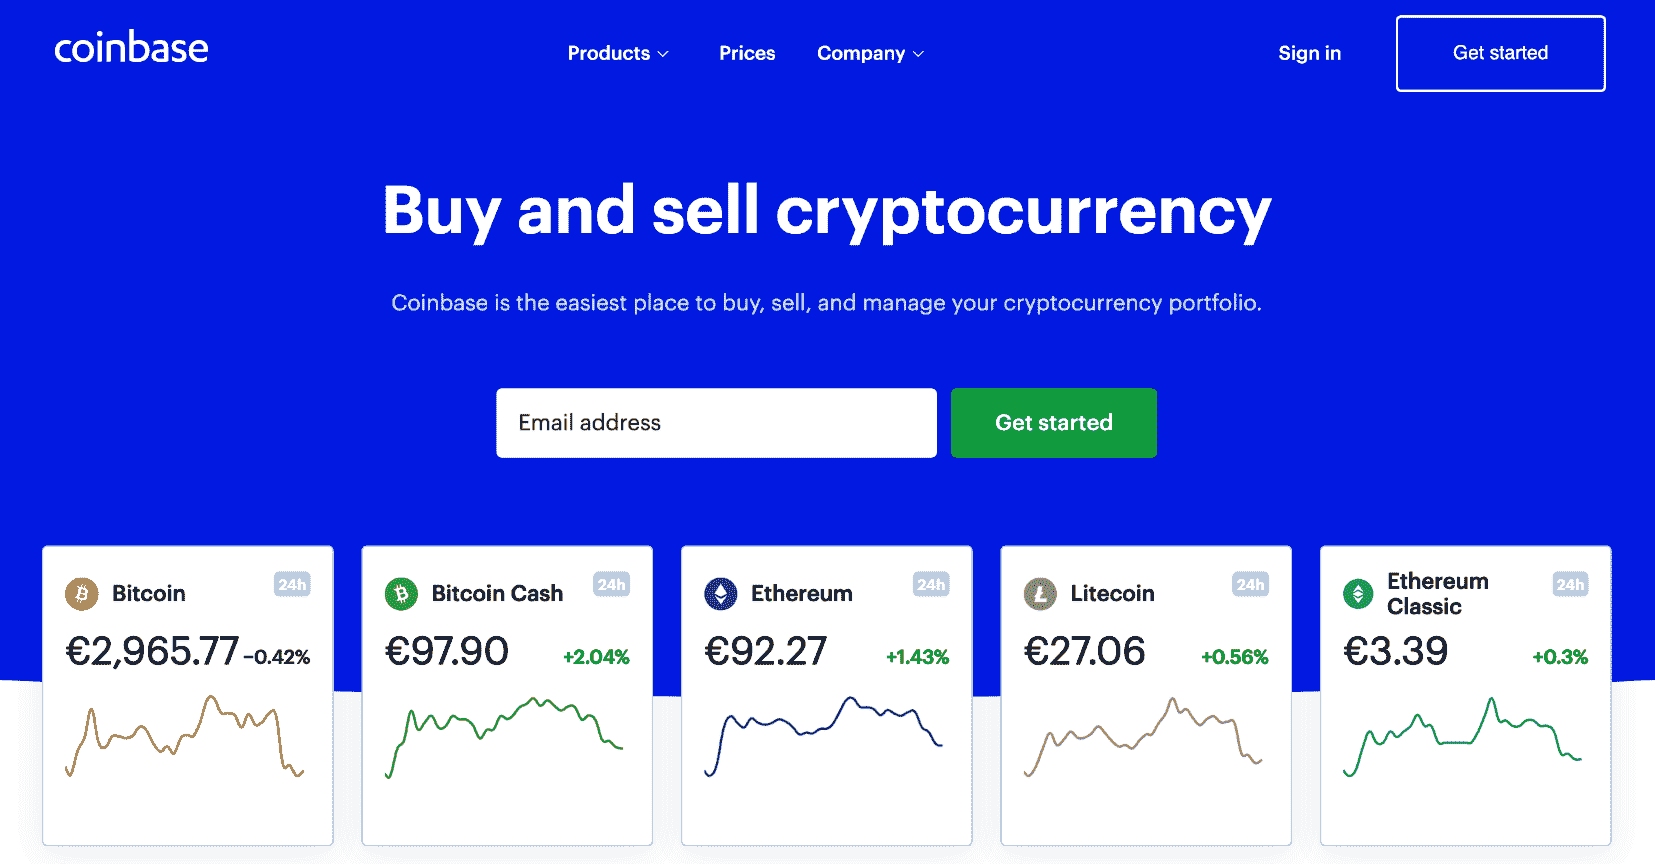 coinbase
Products
Prices
Company
Sign in
Get started
Buy and sell cryptocurrency
Coinbase is the easiest place to buy, sell, and manage your cryptocurrency portfolio.
Email address
Get started
Bitcoin 24h
€2,965.77 −0.42%
Bitcoin Cash 24h
€97.90 +2.04%
Ethereum 24h
€92.27 +1.43%
Litecoin 24h
€27.06 +0.56%
Ethereum 24h
Classic
€3.39 +0.3%